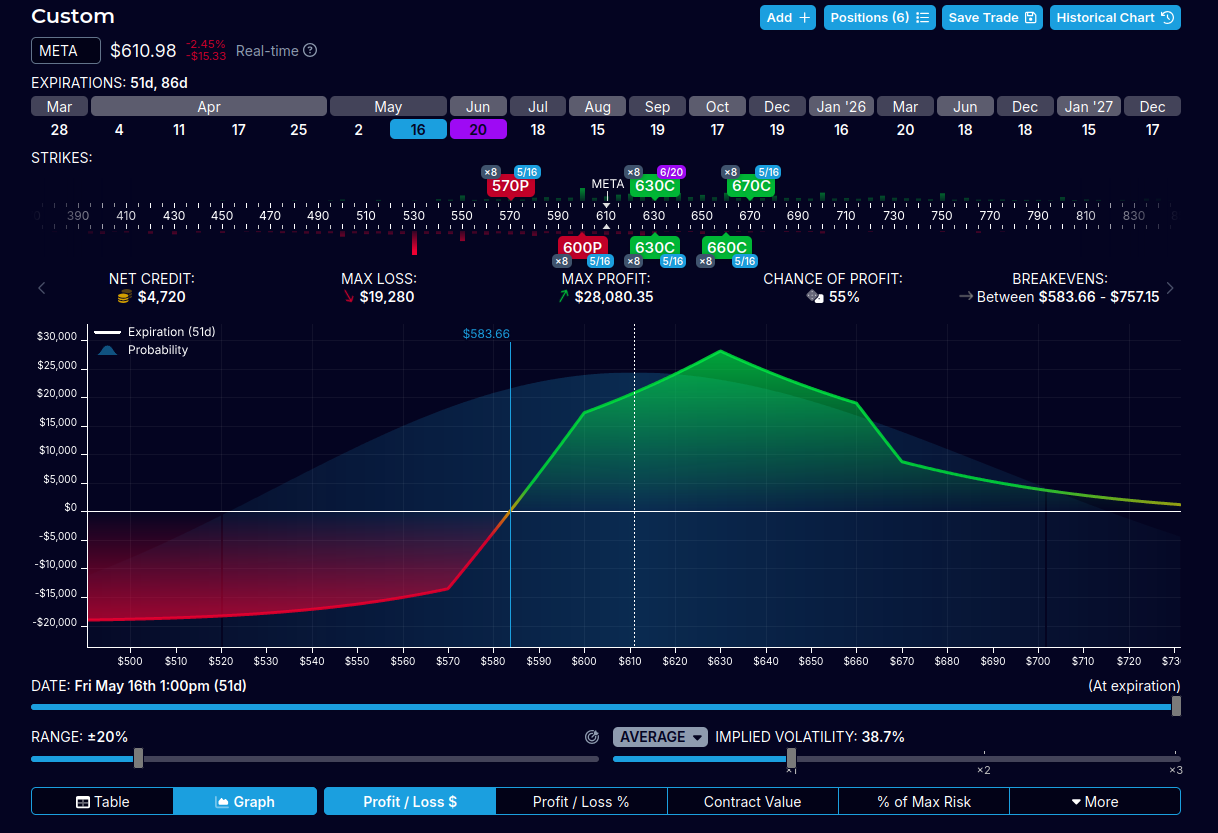 Custom
Add +
Positions (6)
Save Trade
Historical Chart
META
$610.98
-2.45%
-$15.33
Real-time ?
EXPIRATIONS: 51d, 86d
Mar Apr May Jun Jul Aug Sep Oct Dec Jan '26 Mar Jun Dec Jan '27 Dec
28 4 11 17 25 2 16 20 18 15 19 17 19 16 20 18 18 15 17
STRIKES:
×8 5/16 ×8 6/20 ×8 5/16
570P META 630C 670C
390 410 430 450 470 490 510 530 550 570 590 610 630 650 670 690 710 730 750 770 790 810 830
600P 630C 660C
×8 5/16 ×8 5/16 ×8 5/16
NET CREDIT: MAX LOSS: MAX PROFIT: CHANCE OF PROFIT: BREAKEVENS:
$4,720 $19,280 $28,080.35 55% Between $583.66 - $757.15
Expiration (51d)
Probability
$583.66
$30,000
$25,000
$20,000
$15,000
$10,000
$5,000
$0
-$5,000
-$10,000
-$15,000
-$20,000
$500 $510 $520 $530 $540 $550 $560 $570 $580 $590 $600 $610 $620 $630 $640 $650 $660 $670 $680 $690 $700 $710 $720 $730
DATE: Fri May 16th 1:00pm (51d)
(At expiration)
RANGE: ±20%
AVERAGE
IMPLIED VOLATILITY: 38.7%
×1 ×2 ×3
Table
Graph
Profit / Loss $
Profit / Loss %
Contract Value
% of Max Risk
More